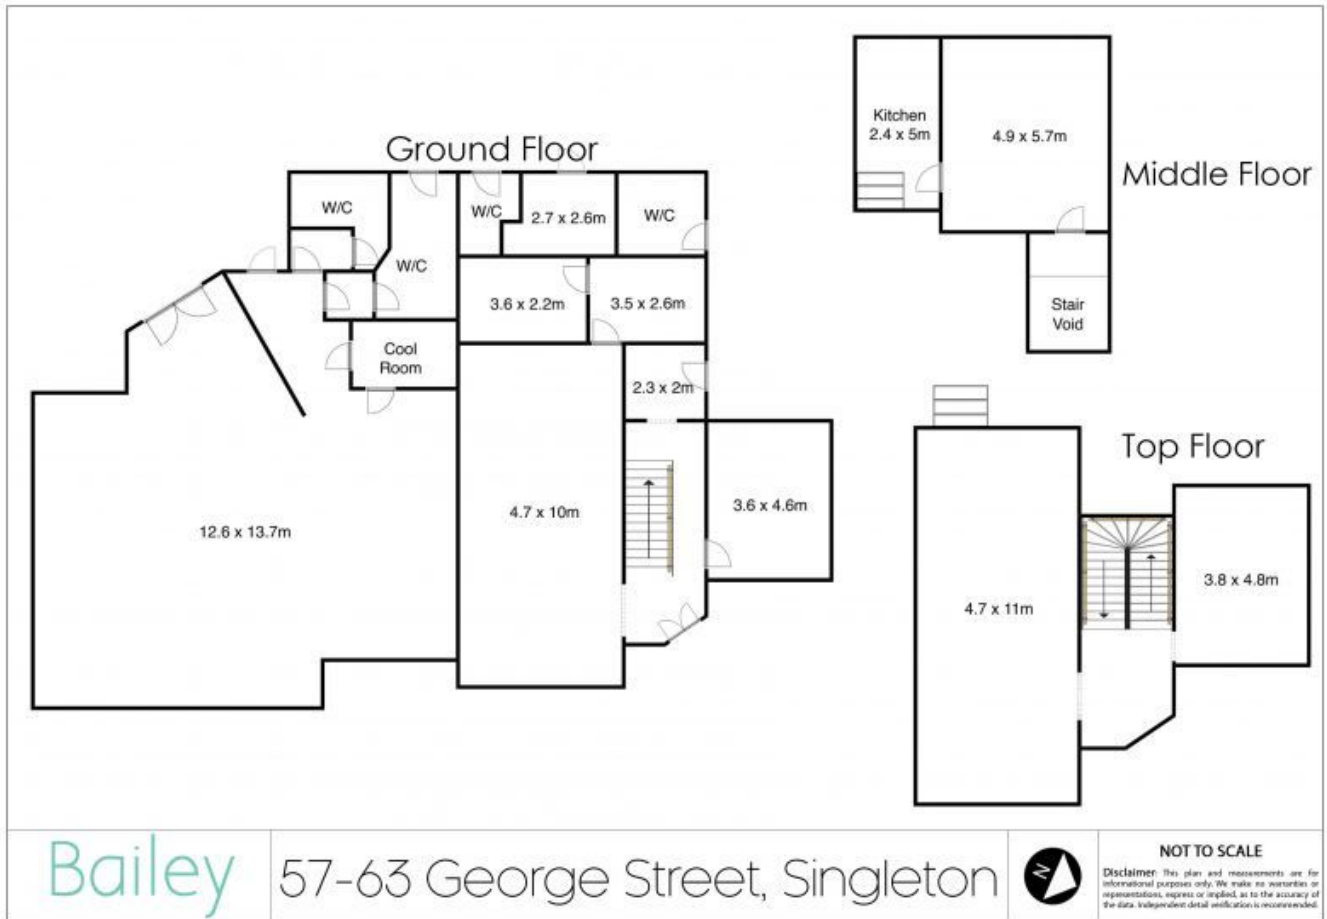 Ground Floor
W/C
W/C
W/C
2.7 x 2.6m
W/C
3.6 x 2.2m
3.5 x 2.6m
Cool
Room
2.3 x 2m
12.6 x 13.7m
4.7 x 10m
3.6 x 4.6m
Middle Floor
Kitchen
2.4 x 5m
4.9 x 5.7m
Stair
Void
Top Floor
4.7 x 11m
3.8 x 4.8m
Bailey
57-63 George Street, Singleton
N
NOT TO SCALE
Disclaimer: This plan and measurements are for
informational purposes only. We make no warranties or
representations, express or implied, as to the accuracy of
the data. Independent detail verification is recommended.